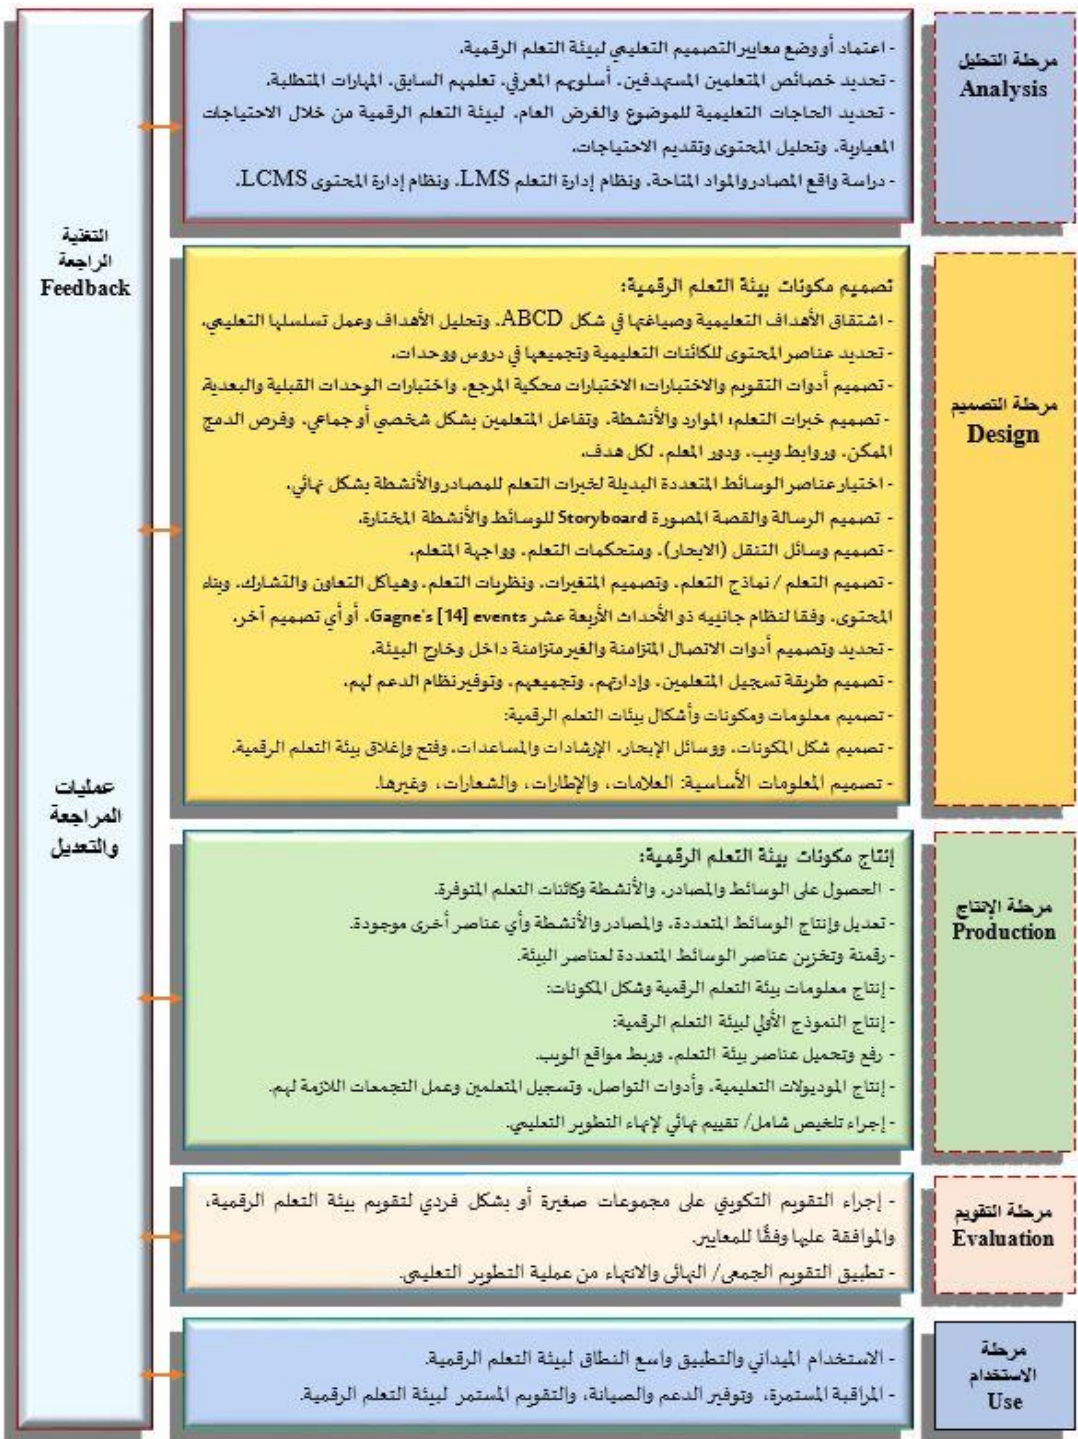 مرحلة التحليل
Analysis
- اعتماد أو وضع معايير التصميم التعليمي لبيئة التعلم الرقمية.
- تحديد خصائص المتعلمين المستهدفين، أسلوبهم المعرفي، تعلمهم السابق، المهارات المتطلبة.
- تحديد الحاجات التعليمية للموضوع والغرض العام، لبيئة التعلم الرقمية من خلال الاحتياجات
المعيارية، وتحليل المحتوى وتقديم الاحتياجات.
- دراسة واقع المصادر والمواد المتاحة، ونظام إدارة التعلم LMS، ونظام إدارة المحتوى LCMS.
مرحلة التصميم
Design
تصميم مكونات بيئة التعلم الرقمية:
- اشتقاق الأهداف التعليمية وصياغتها في شكل ABCD، وتحليل الأهداف وعمل تسلسلها التعليمي.
- تحديد عناصر المحتوى للكائنات التعليمية وتجميعها في دروس ووحدات.
- تصميم أدوات التقويم والاختبارات، الاختبارات محكية المرجع، واختبارات الوحدات القبلية والبعدية.
- تصميم خبرات التعلم، الموارد والأنشطة، وتفاعل المتعلمين بشكل شخصي أو جماعي، وفرص الدمج
الممكن، وروابط ويب، ودور المعلم، لكل هدف.
- اختيار عناصر الوسائط المتعددة البديلة لخبرات التعلم للمصادر والأنشطة بشكل نهائي.
- تصميم الرسالة والقصة المصورة Storyboard للوسائط والأنشطة المختارة.
- تصميم وسائل التنقل (الابحار)، ومتحكمات التعلم، وواجهة المتعلم.
- تصميم التعلم / نماذج التعلم، وتصميم المتغيرات، ونظريات التعلم، وهياكل التعاون والتشارك، وبناء
المحتوى، وفقا لنظام جانييه ذو الأحداث الأربعة عشر Gagne's [14] events، أو أي تصميم آخر.
- تحديد وتصميم أدوات الاتصال المتزامنة والغير متزامنة داخل وخارج البيئة.
- تصميم طريقة تسجيل المتعلمين، وإدارتهم، وتجميعهم، وتوفير نظام الدعم لهم.
- تصميم معلومات ومكونات وأشكال بيئات التعلم الرقمية:
- تصميم شكل المكونات، ووسائل الإبحار، الإرشادات والمساعدات، وفتح وإغلاق بيئة التعلم الرقمية.
- تصميم المعلومات الأساسية: العلامات، والإطارات، والشعارات، وغيرها.
مرحلة الإنتاج
Production
إنتاج مكونات بيئة التعلم الرقمية:
- الحصول على الوسائط والمصادر، والأنشطة وكائنات التعلم المتوفرة.
- تعديل وإنتاج الوسائط المتعددة، والمصادر والأنشطة وأي عناصر أخرى موجودة.
- رقمنة وتخزين عناصر الوسائط المتعددة لعناصر البيئة.
- إنتاج معلومات بيئة التعلم الرقمية وشكل المكونات:
- إنتاج النموذج الأولي لبيئة التعلم الرقمية:
- رفع وتحميل عناصر بيئة التعلم، وربط مواقع الويب.
- إنتاج الموديولات التعليمية، وأدوات التواصل، وتسجيل المتعلمين وعمل التجمعات اللازمة لهم.
- إجراء تلخيص شامل/ تقييم نهائي لإنهاء التطوير التعليمي.
مرحلة التقويم
Evaluation
- إجراء التقويم التكويني على مجموعات صغيرة أو بشكل فردي لتقويم بيئة التعلم الرقمية،
والموافقة عليها وفقًا للمعايير.
- تطبيق التقويم الجمعي/ النهائي والانتهاء من عملية التطوير التعليمي.
مرحلة
الاستخدام
Use
- الاستخدام الميداني والتطبيق واسع النطاق لبيئة التعلم الرقمية.
- المراقبة المستمرة، وتوفير الدعم والصيانة، والتقويم المستمر لبيئة التعلم الرقمية.
التغذية
الراجعة
Feedback
عمليات
المراجعة
والتعديل